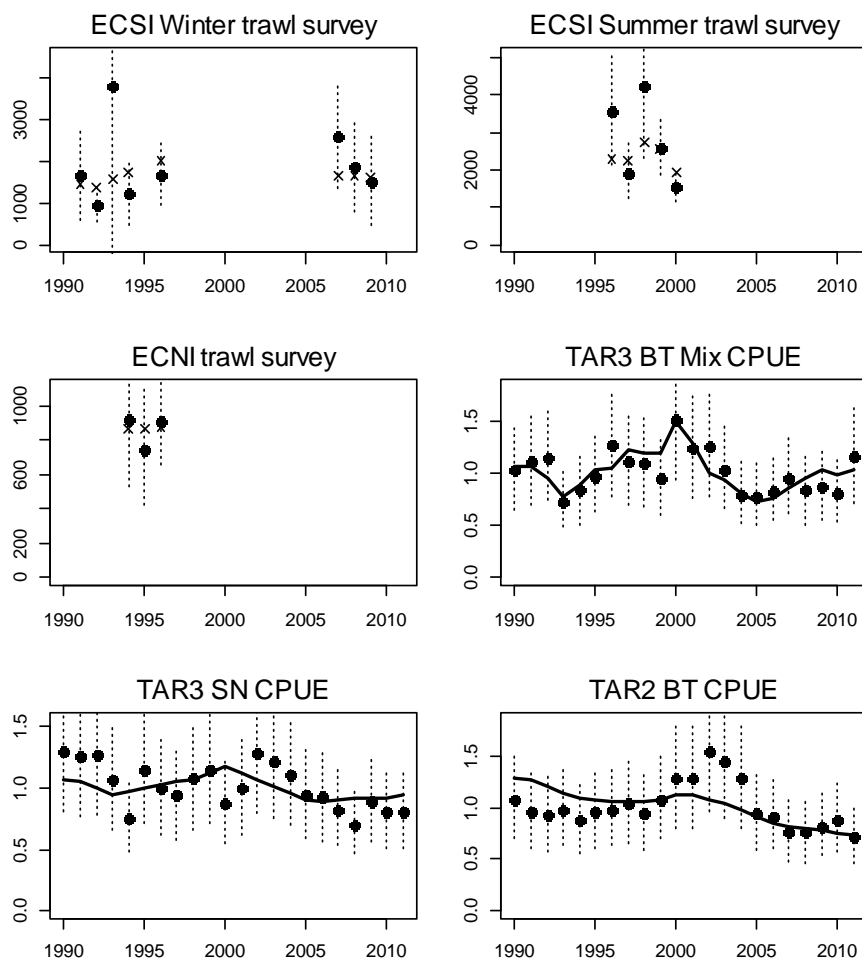 ECSI Winter trawl survey
ECSI Summer trawl survey
0 1000 3000
1990 1995 2000 2005 2010
0 2000 4000
1990 1995 2000 2005 2010
ECNI trawl survey
TAR3 BT Mix CPUE
0 200 600 1000
1990 1995 2000 2005 2010
0.0 0.5 1.0 1.5
1990 1995 2000 2005 2010
TAR3 SN CPUE
TAR2 BT CPUE
0.0 0.5 1.0 1.5
1990 1995 2000 2005 2010
0.0 0.5 1.0 1.5
1990 1995 2000 2005 2010